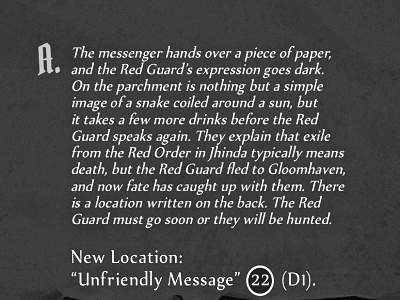 A. The messenger hands over a piece of paper,
and the Red Guard's expression goes dark.
On the parchment is nothing but a simple
image of a snake coiled around a sun, but
it takes a few more drinks before the Red
Guard speaks again. They explain that exile
from the Red Order in Jhinda typically means
death, but the Red Guard fled to Gloomhaven,
and now fate has caught up with them. There
is a location written on the back. The Red
Guard must go soon or they will be hunted.
New Location:
“Unfriendly Message” 22 (D1).